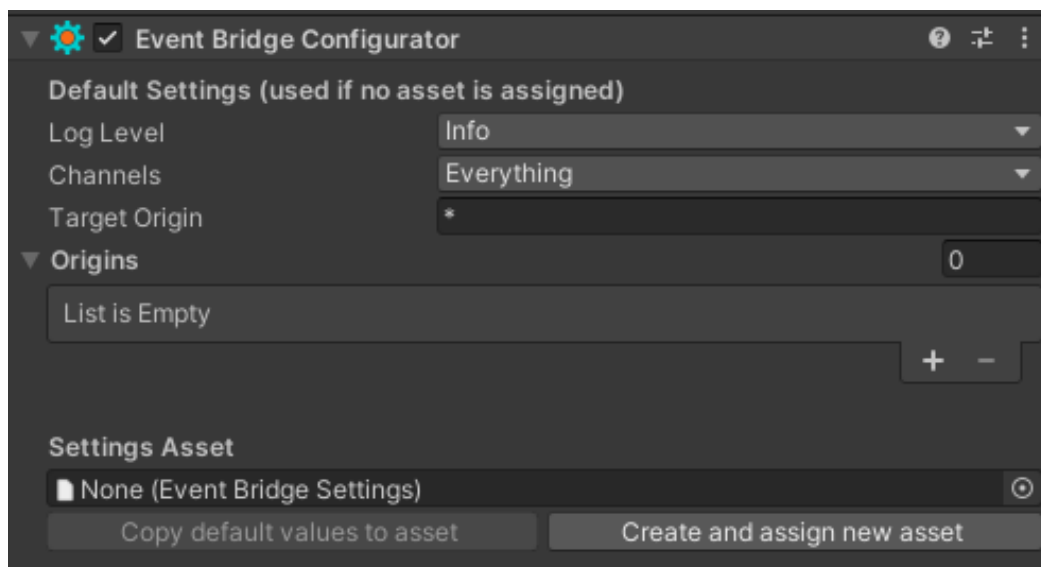 Event Bridge Configurator
Default Settings (used if no asset is assigned)
Log Level Info
Channels Everything
Target Origin *
Origins 0
List is Empty
+ −
Settings Asset
None (Event Bridge Settings)
Copy default values to asset Create and assign new asset